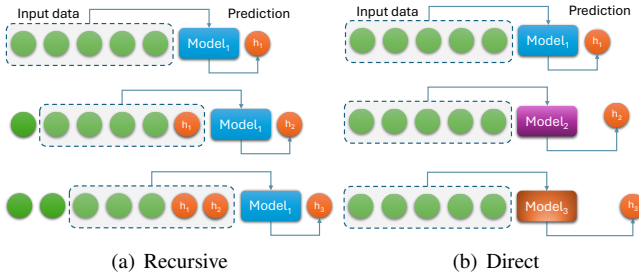 Input data Prediction
Model₁ h₁
h₁ Model₁ h₂
h₁ h₂ Model₁ h₃
(a) Recursive
Input data Prediction
Model₁ h₁
Model₂ h₂
Model₃ h₃
(b) Direct